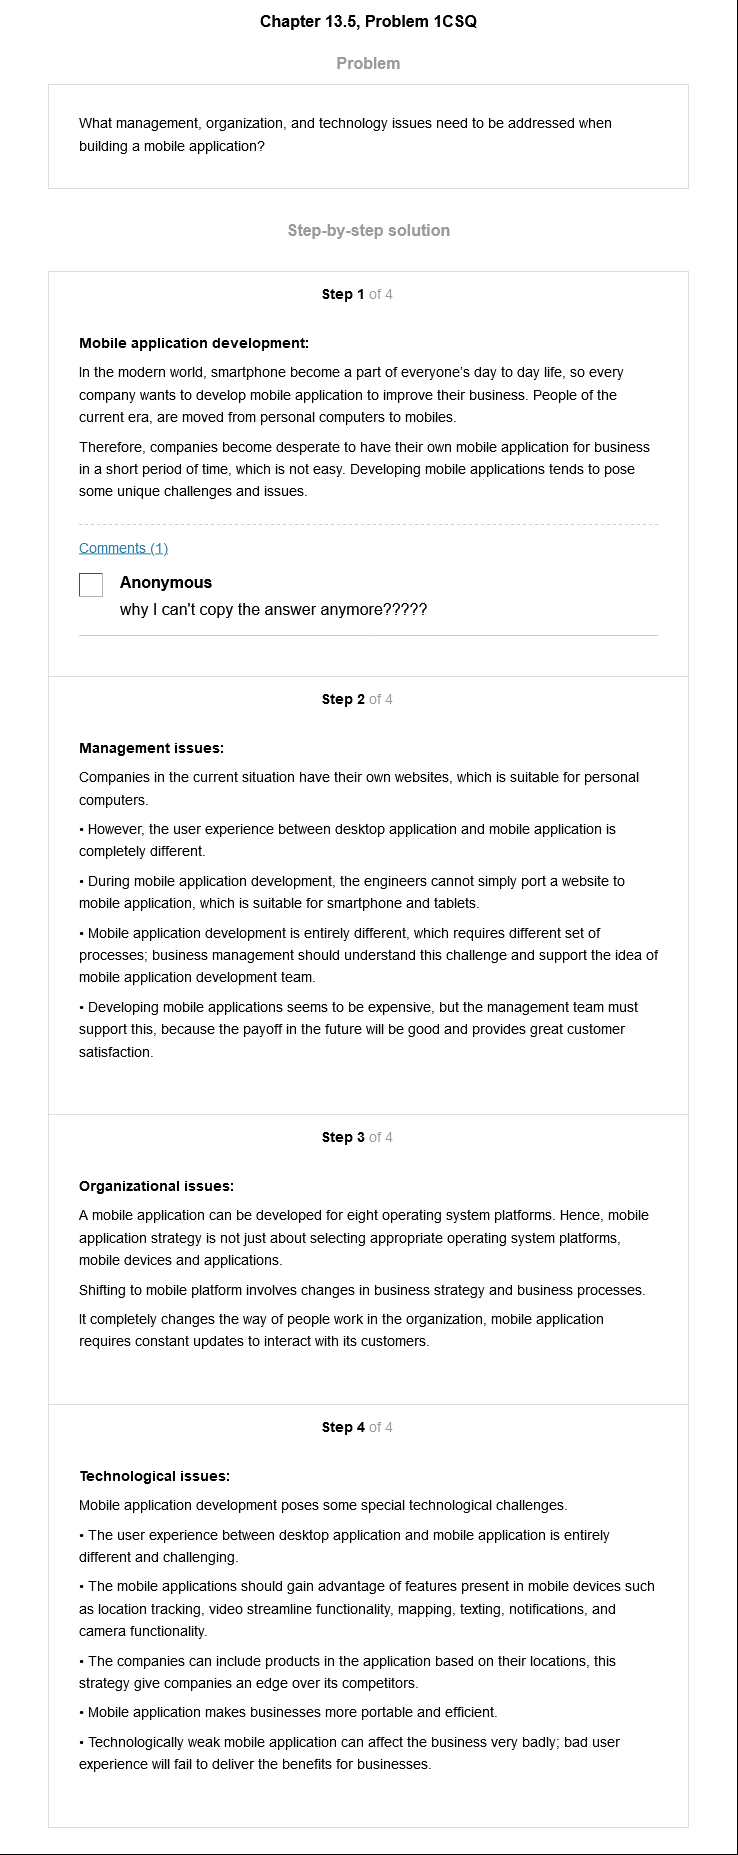 Chapter 13.5, Problem 1CSQ
Problem
What management, organization, and technology issues need to be addressed when
building a mobile application?
Step-by-step solution
Step 1 of 4
Mobile application development:
In the modern world, smartphone become a part of everyone's day to day life, so every
company wants to develop mobile application to improve their business. People of the
current era, are moved from personal computers to mobiles.
Therefore, companies become desperate to have their own mobile application for business
in a short period of time, which is not easy. Developing mobile applications tends to pose
some unique challenges and issues.
Comments (1)
Anonymous
why I can't copy the answer anymore?????
Step 2 of 4
Management issues:
Companies in the current situation have their own websites, which is suitable for personal
computers.
• However, the user experience between desktop application and mobile application is
completely different.
• During mobile application development, the engineers cannot simply port a website to
mobile application, which is suitable for smartphone and tablets.
• Mobile application development is entirely different, which requires different set of
processes; business management should understand this challenge and support the idea of
mobile application development team.
• Developing mobile applications seems to be expensive, but the management team must
support this, because the payoff in the future will be good and provides great customer
satisfaction.
Step 3 of 4
Organizational issues:
A mobile application can be developed for eight operating system platforms. Hence, mobile
application strategy is not just about selecting appropriate operating system platforms,
mobile devices and applications.
Shifting to mobile platform involves changes in business strategy and business processes.
It completely changes the way of people work in the organization, mobile application
requires constant updates to interact with its customers.
Step 4 of 4
Technological issues:
Mobile application development poses some special technological challenges.
• The user experience between desktop application and mobile application is entirely
different and challenging.
• The mobile applications should gain advantage of features present in mobile devices such
as location tracking, video streamline functionality, mapping, texting, notifications, and
camera functionality.
• The companies can include products in the application based on their locations, this
strategy give companies an edge over its competitors.
• Mobile application makes businesses more portable and efficient.
• Technologically weak mobile application can affect the business very badly; bad user
experience will fail to deliver the benefits for businesses.